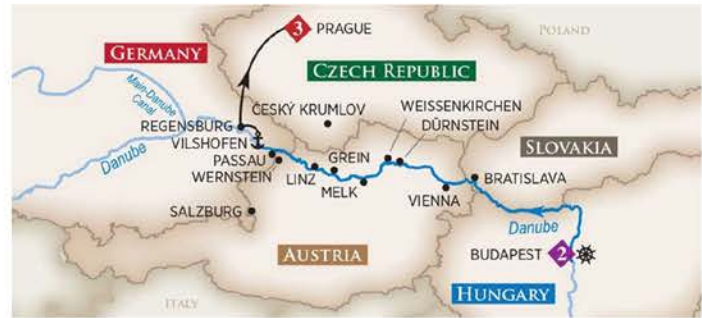 POLAND
3
PRAGUE
GERMANY
CZECH REPUBLIC
Main-Danube
Canal
ČESKÝ KRUMLOV
WEISSENKIRCHEN
DÜRNSTEIN
REGENSBURG
VILSHOFEN
SLOVAKIA
Danube
PASSAU
WERNSTEIN
GREIN
LINZ
MELK
BRATISLAVA
VIENNA
SALZBURG
Danube
AUSTRIA
BUDAPEST
2
HUNGARY
ITALY